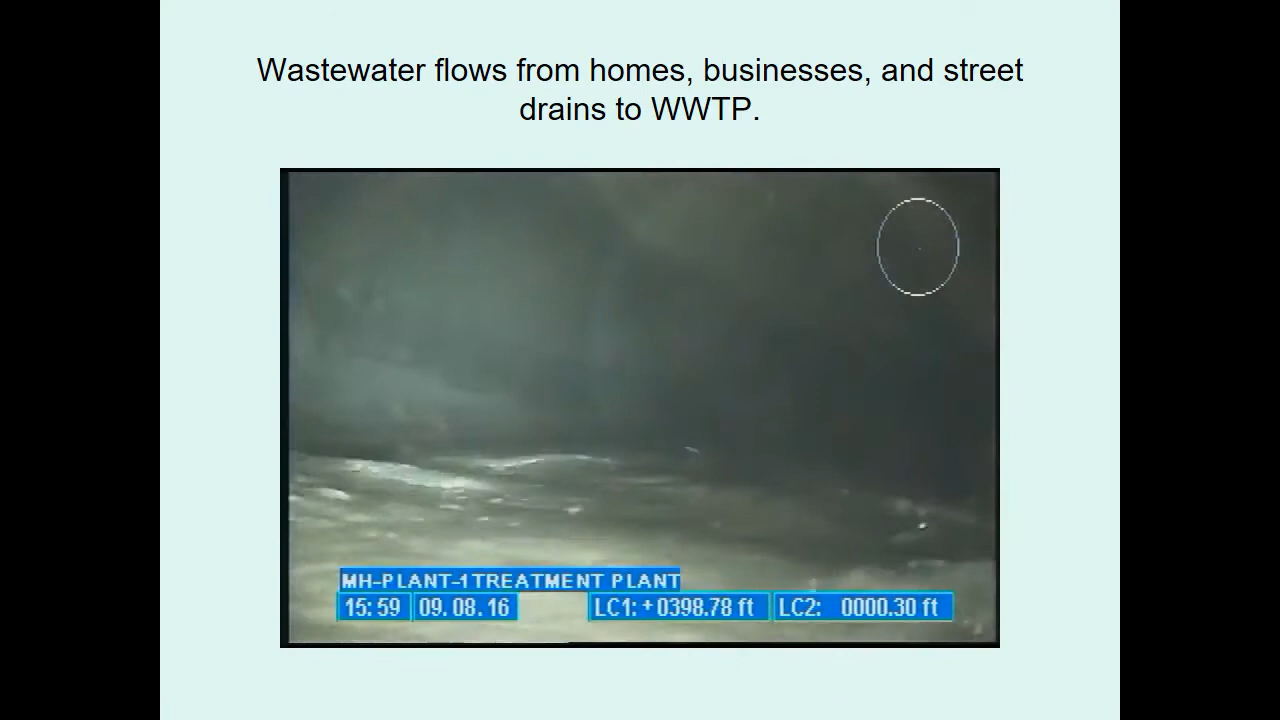 Wastewater flows from homes, businesses, and street
drains to WWTP.
MH-PLANT-1TREATMENT PLANT
15:59 09.08.16 LC1:+0398.78 ft LC2: 0000.30 ft